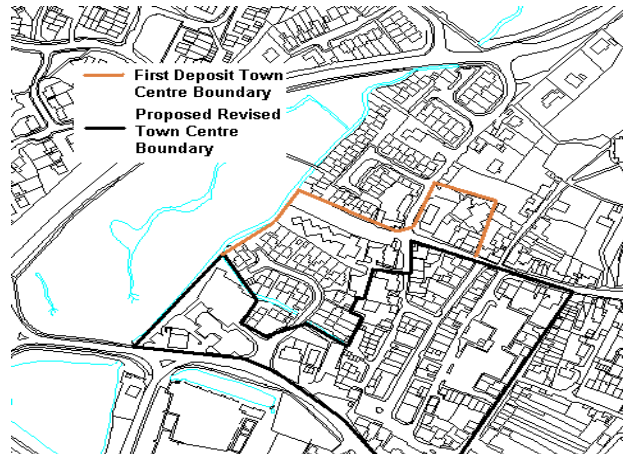 First Deposit Town
Centre Boundary
Proposed Revised
Town Centre
Boundary